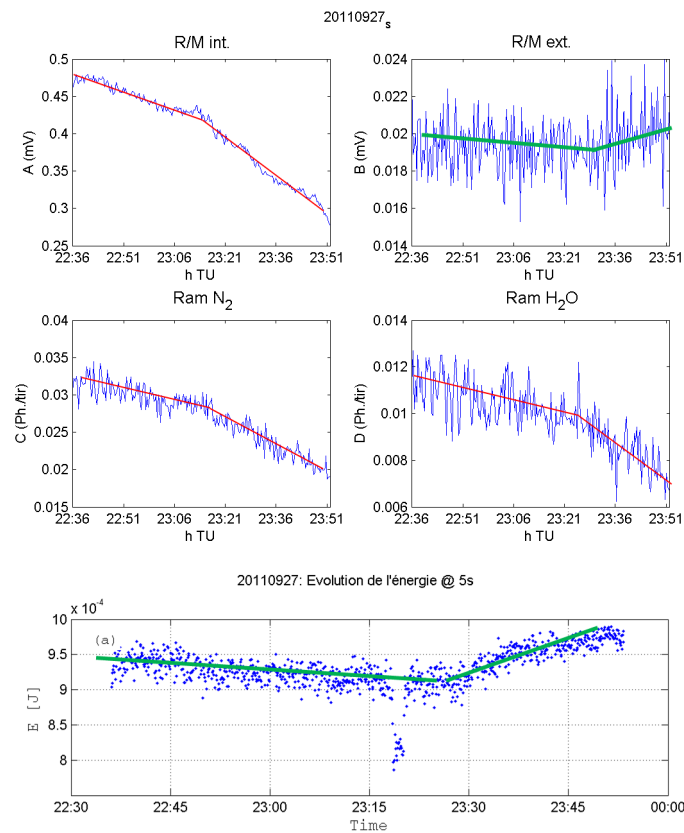 20110927s
R/M int.
0.5
0.45
0.4
0.35
0.3
0.25
A (mV)
22:36 22:51 23:06 23:21 23:36 23:51
h TU
R/M ext.
0.024
0.022
0.02
0.018
0.016
0.014
B (mV)
22:36 22:51 23:06 23:21 23:36 23:51
h TU
Ram N2
0.04
0.035
0.03
0.025
0.02
0.015
C (Ph./tir)
22:36 22:51 23:06 23:21 23:36 23:51
h TU
Ram H2O
0.014
0.012
0.01
0.008
0.006
D (Ph./tir)
22:36 22:51 23:06 23:21 23:36 23:51
h TU
20110927: Evolution de l'énergie @ 5s
x 10-4
(a)
10
9.5
9
8.5
8
E [J]
22:30 22:45 23:00 23:15 23:30 23:45 00:00
Time